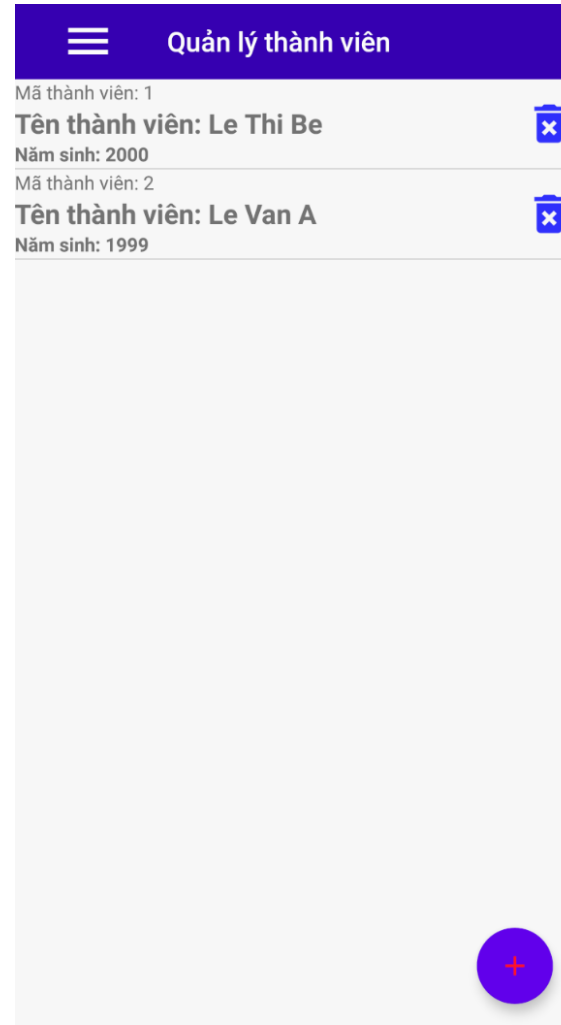 Quản lý thành viên
Mã thành viên: 1
Tên thành viên: Le Thi Be
Năm sinh: 2000
Mã thành viên: 2
Tên thành viên: Le Van A
Năm sinh: 1999